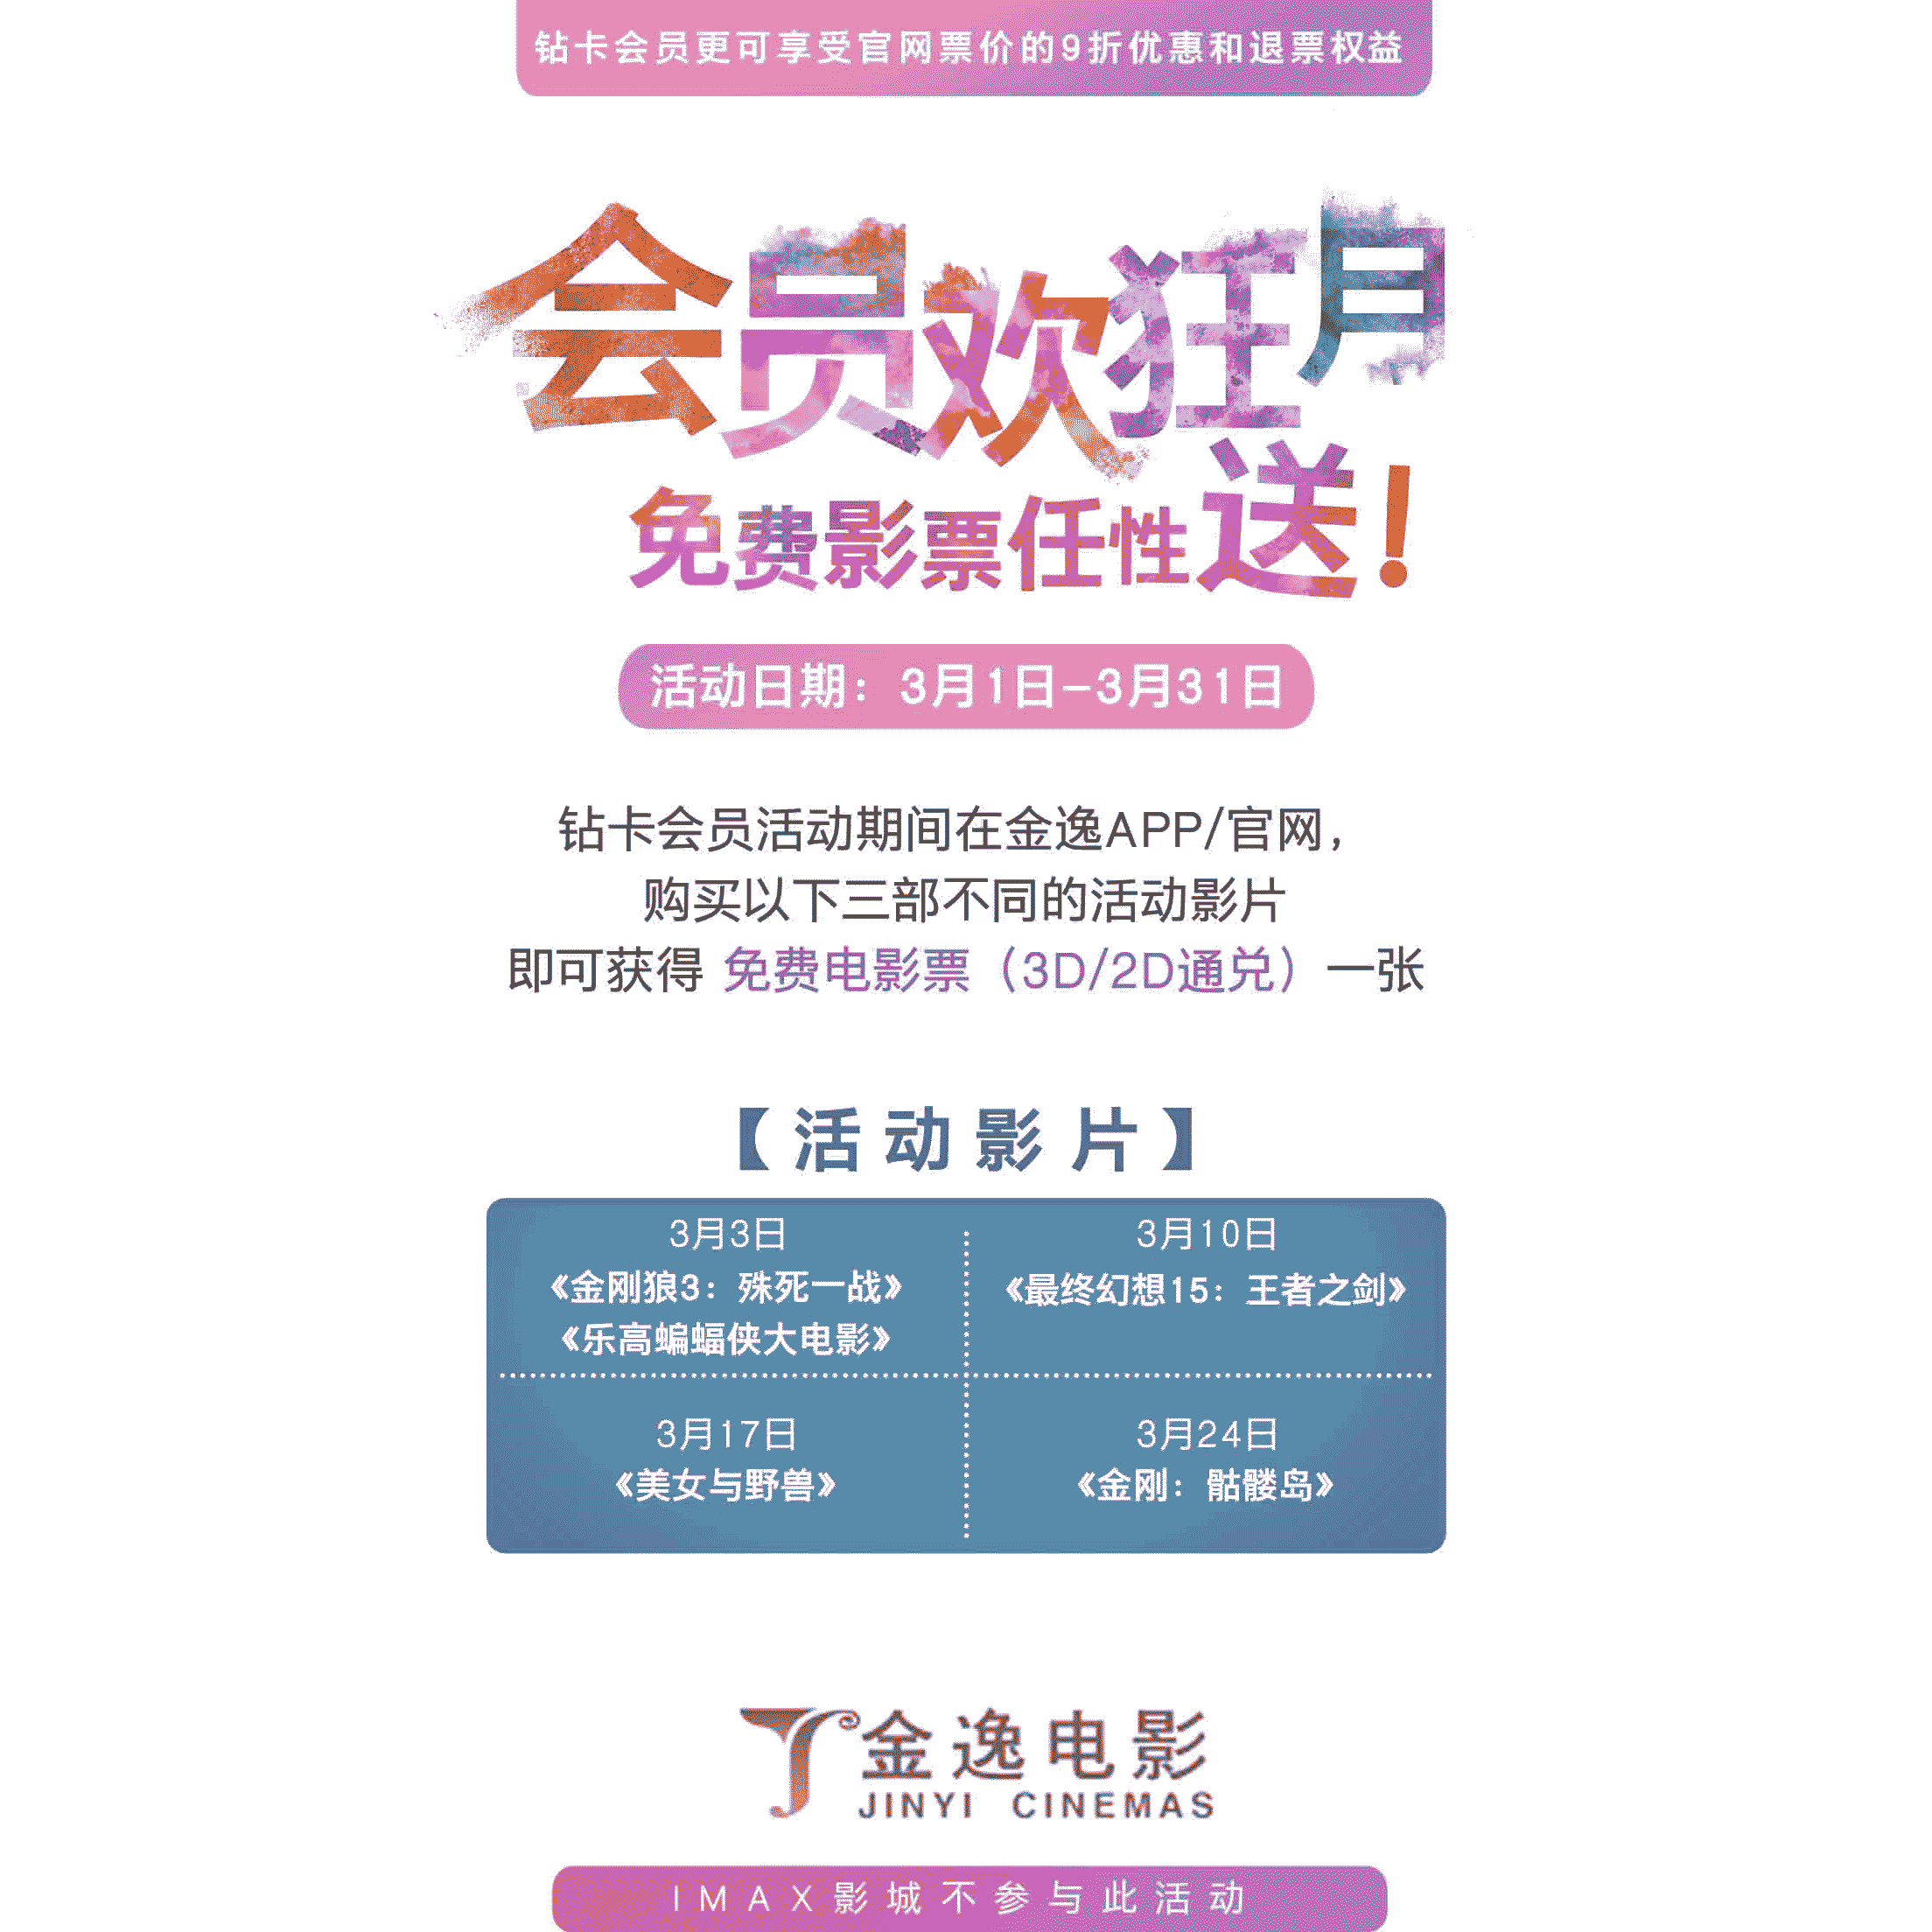 钻卡会员更可享受官网票价的9折优惠和退票权益
会员欢狂月
免费影票任性送!
活动日期：3月1日-3月31日
钻卡会员活动期间在金逸APP/官网，
购买以下三部不同的活动影片
即可获得 免费电影票（3D/2D通兑）一张
【活动影片】
3月3日
《金刚狼3：殊死一战》
《乐高蝙蝠侠大电影》
3月10日
《最终幻想15：王者之剑》
3月17日
《美女与野兽》
3月24日
《金刚：骷髅岛》
金逸电影
JINYI CINEMAS
IMAX影城不参与此活动